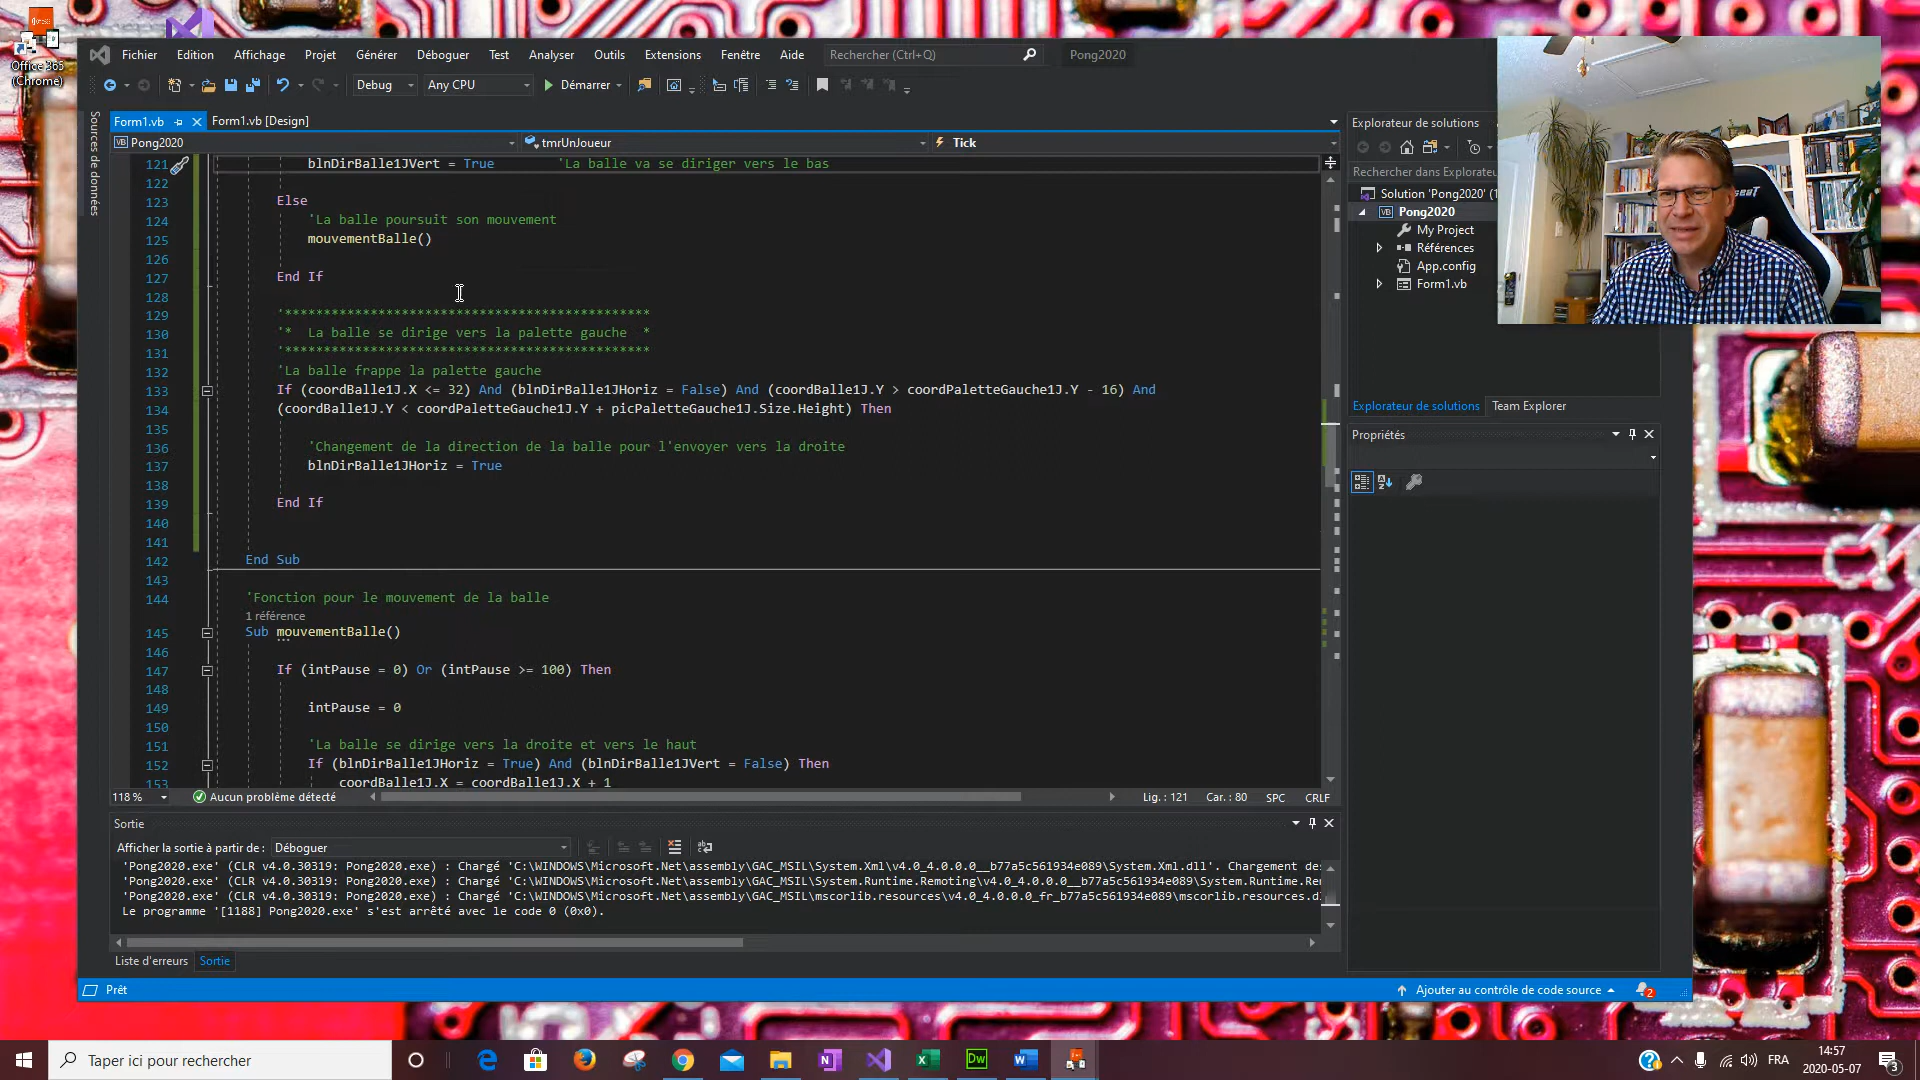 Office 365
(Chrome)
Fichier Edition Affichage Projet Générer Déboguer Test Analyser Outils Extensions Fenêtre Aide Rechercher (Ctrl+Q) Pong2020
Debug Any CPU Démarrer
Sources de données
Form1.vb Form1.vb [Design]
VB Pong2020 tmrUnJoueur Tick
121 blnDirBalle1JVert = True 'La balle va se diriger vers le bas
122
123 Else
124 'La balle poursuit son mouvement
125 mouvementBalle()
126
127 End If
128
129 '***********************************************
130 '* La balle se dirige vers la palette gauche *
131 '***********************************************
132 'La balle frappe la palette gauche
133 If (coordBalle1J.X <= 32) And (blnDirBalle1JHoriz = False) And (coordBalle1J.Y > coordPaletteGauche1J.Y - 16) And
134 (coordBalle1J.Y < coordPaletteGauche1J.Y + picPaletteGauche1J.Size.Height) Then
135
136 'Changement de la direction de la balle pour l'envoyer vers la droite
137 blnDirBalle1JHoriz = True
138
139 End If
140
141
142 End Sub
143
144 'Fonction pour le mouvement de la balle
1 référence
145 Sub mouvementBalle()
146
147 If (intPause = 0) Or (intPause >= 100) Then
148
149 intPause = 0
150
151 'La balle se dirige vers la droite et vers le haut
152 If (blnDirBalle1JHoriz = True) And (blnDirBalle1JVert = False) Then
153 coordBalle1J.X = coordBalle1J.X + 1
118 % Aucun problème détecté Lig. : 121 Car. : 80 SPC CRLF
Sortie
Afficher la sortie à partir de : Déboguer
'Pong2020.exe' (CLR v4.0.30319: Pong2020.exe) : Chargé 'C:\WINDOWS\Microsoft.Net\assembly\GAC_MSIL\System.Xml\v4.0_4.0.0.0__b77a5c561934e089\System.Xml.dll'. Chargement de
'Pong2020.exe' (CLR v4.0.30319: Pong2020.exe) : Chargé 'C:\WINDOWS\Microsoft.Net\assembly\GAC_MSIL\System.Runtime.Remoting\v4.0_4.0.0.0__b77a5c561934e089\System.Runtime.Re
'Pong2020.exe' (CLR v4.0.30319: Pong2020.exe) : Chargé 'C:\WINDOWS\Microsoft.Net\assembly\GAC_MSIL\mscorlib.resources\v4.0_4.0.0.0_fr_b77a5c561934e089\mscorlib.resources.d
Le programme '[1188] Pong2020.exe' s'est arrêté avec le code 0 (0x0).
Liste d'erreurs Sortie
Prêt Ajouter au contrôle de code source 2
Explorateur de solutions
Rechercher dans Explorateu
Solution 'Pong2020' (1
VB Pong2020
My Project
Références
App.config
Form1.vb
Explorateur de solutions Team Explorer
Propriétés
Taper ici pour rechercher
Dw
FRA
14:57
2020-05-07
3